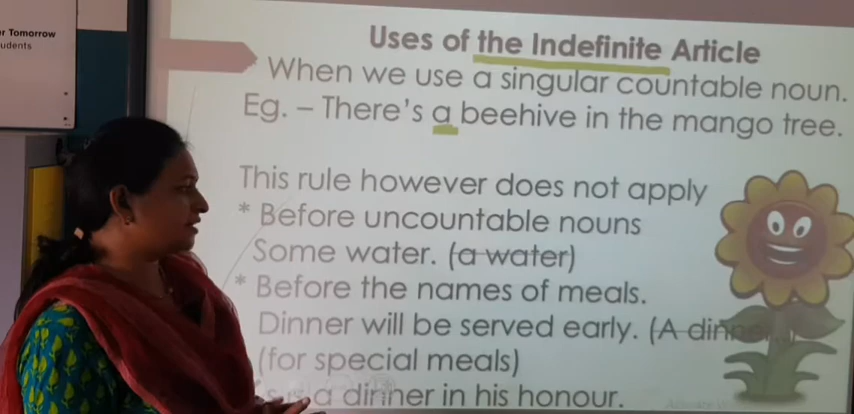 r Tomorrow
udents
Uses of the Indefinite Article
When we use a singular countable noun.
Eg. – There's a beehive in the mango tree.
This rule however does not apply
* Before uncountable nouns
Some water. (a water)
* Before the names of meals.
Dinner will be served early. (A dinne
(for special meals)
a dinner in his honour.